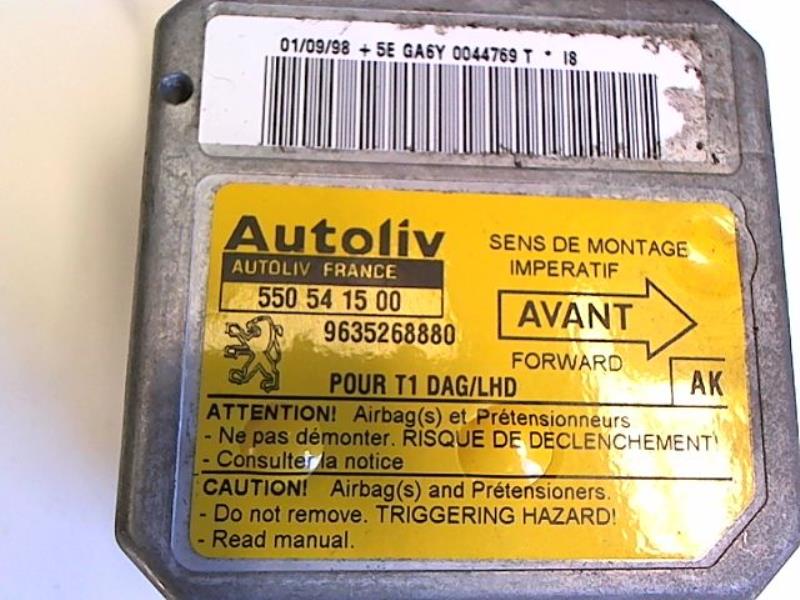 01/09/98 + 5E GA6Y 0044769 T * I8
Autoliv
AUTOLIV FRANCE
550 54 15 00
9635268880
SENS DE MONTAGE
IMPERATIF
AVANT
FORWARD
POUR T1 DAG/LHD
AK
ATTENTION! Airbag(s) et Prétensionneurs
- Ne pas démonter. RISQUE DE DECLENCHEMENT!
- Consulter la notice
CAUTION! Airbag(s) and Prétensioners.
- Do not remove. TRIGGERING HAZARD!
- Read manual.